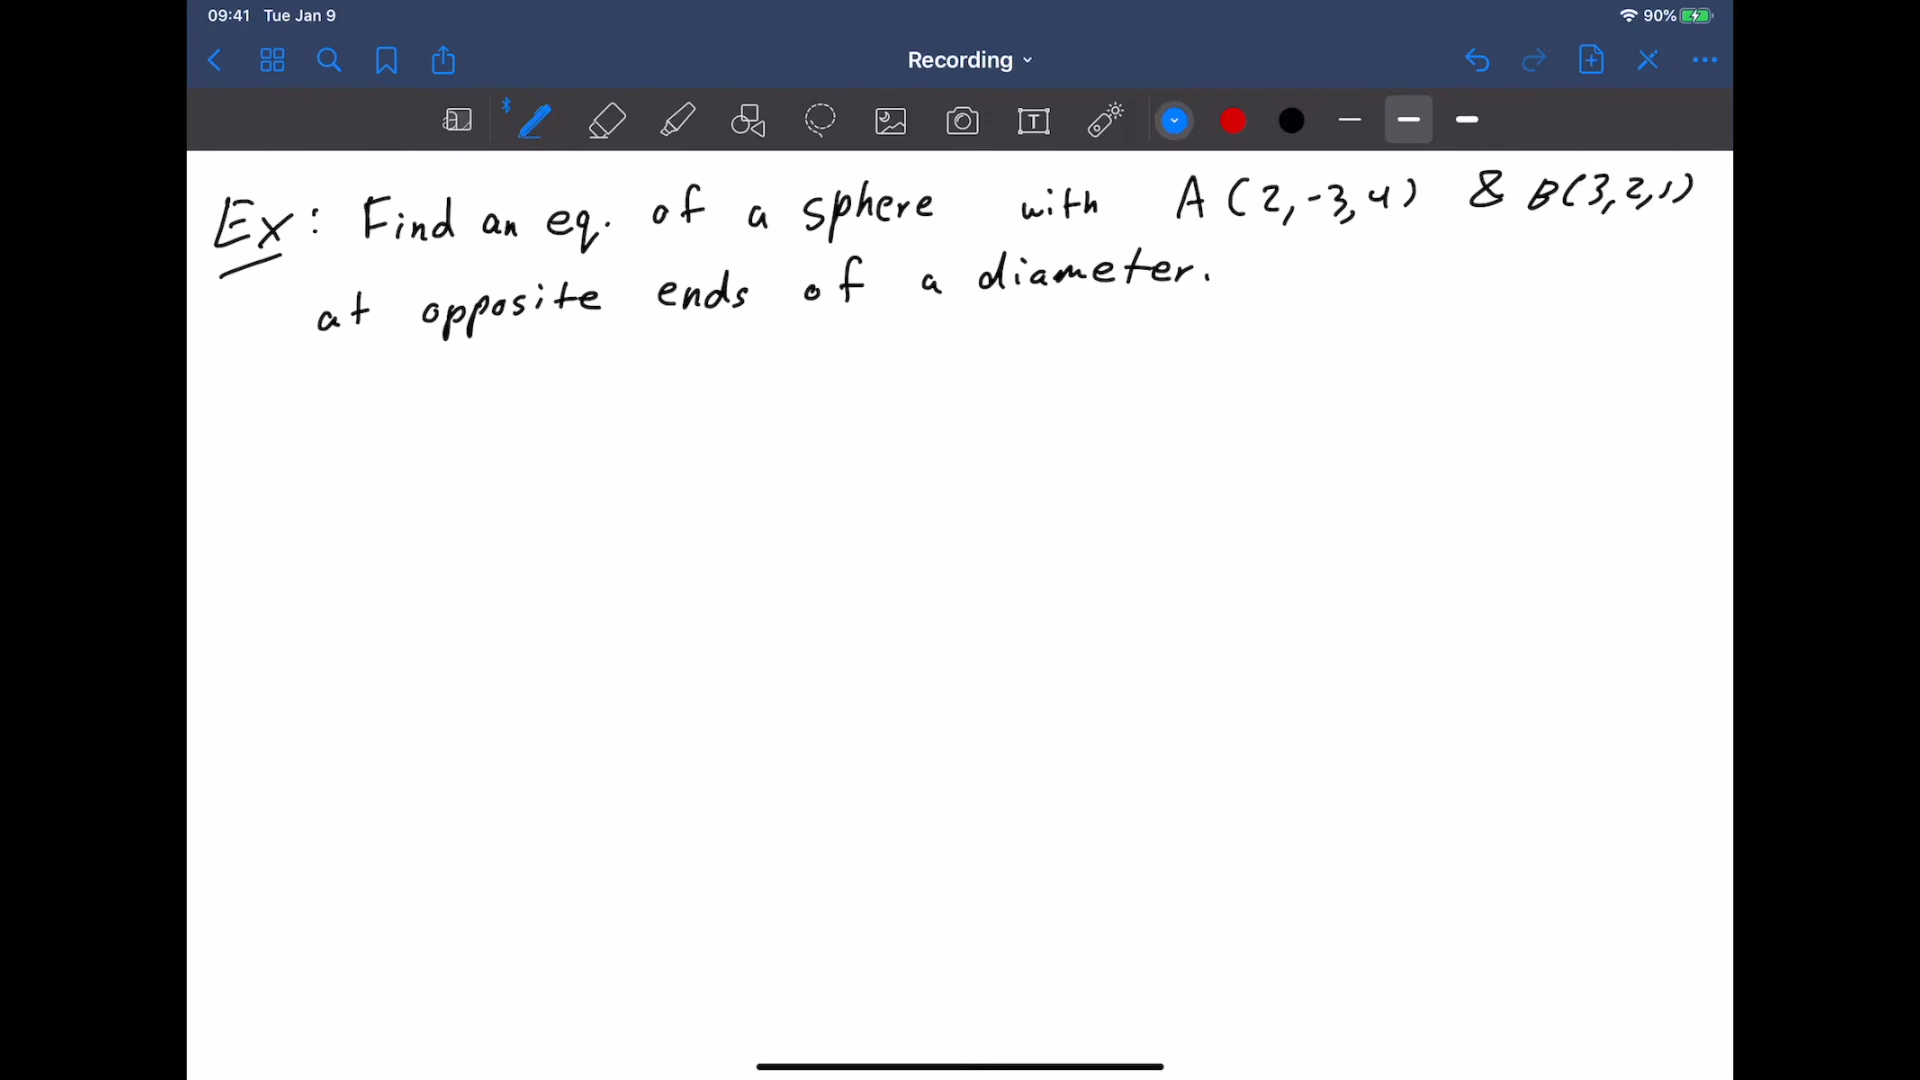 09:41 Tue Jan 9 90%
Recording
T
Ex: Find an eq. of a sphere with A(2,-3,4) & B(3,2,1)
at opposite ends of a diameter.